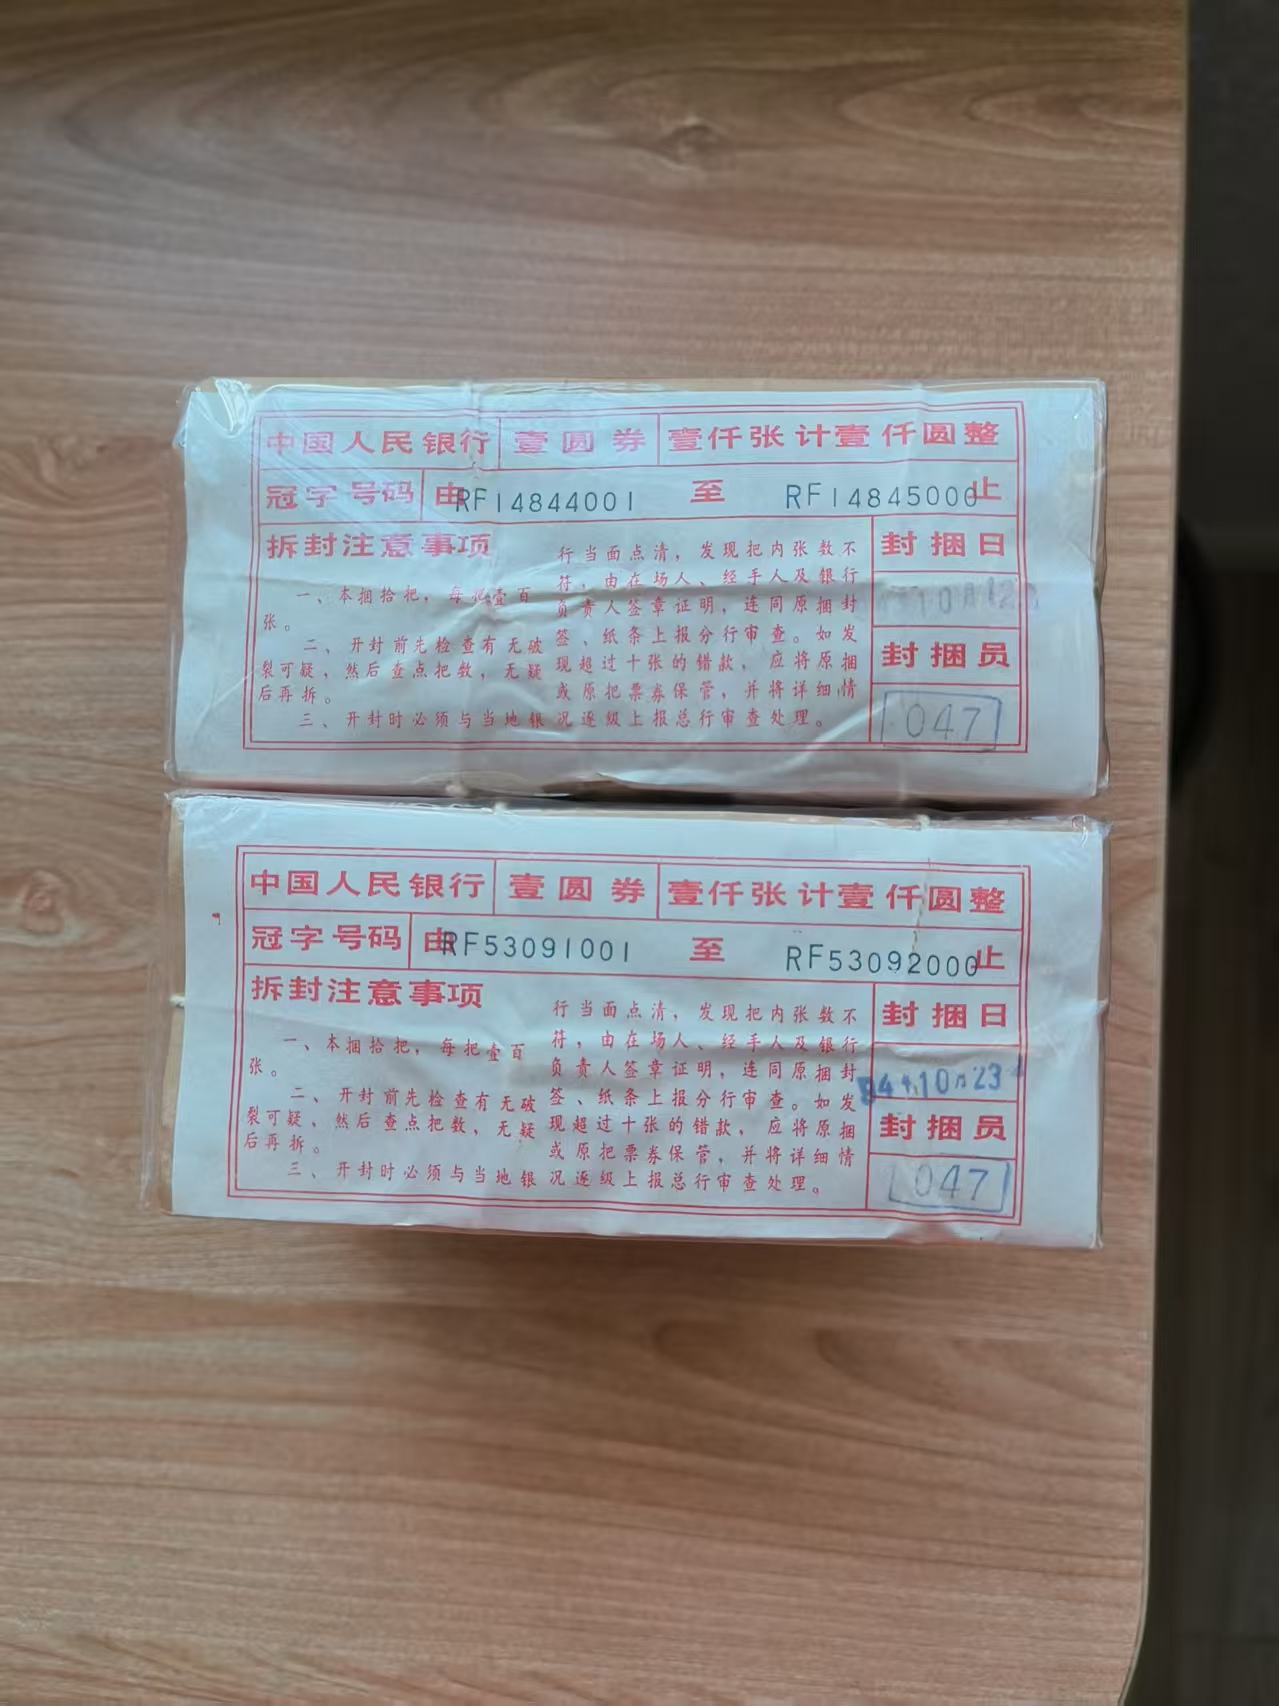 中国人民银行 壹圆券 壹仟张计壹仟圆整
冠字号码 由RF14844001 至 RF14845000止
拆封注意事项
一、本捆拾把，每把壹百
张。
二、开封前先检查有无破
裂可疑，然后查点把数，无疑
后再拆。
三、开封时必须与当地银
行当面点清，发现把内张数不
符，由在场人、经手人及银行
负责人签章证明，连同原捆封
签、纸条上报分行审查。如发
现超过十张的错款，应将原捆
或原把票券保管，并将详细情
况逐级上报总行审查处理。
封捆日
10月12日
封捆员
047
中国人民银行 壹圆券 壹仟张计壹仟圆整
冠字号码 由RF53091001 至 RF53092000止
拆封注意事项
一、本捆拾把，每把壹百
张。
二、开封前先检查有无破
裂可疑，然后查点把数，无疑
后再拆。
三、开封时必须与当地银
行当面点清，发现把内张数不
符，由在场人、经手人及银行
负责人签章证明，连同原捆封
签、纸条上报分行审查。如发
现超过十张的错款，应将原捆
或原把票券保管，并将详细情
况逐级上报总行审查处理。
封捆日
94年10月23日
封捆员
047